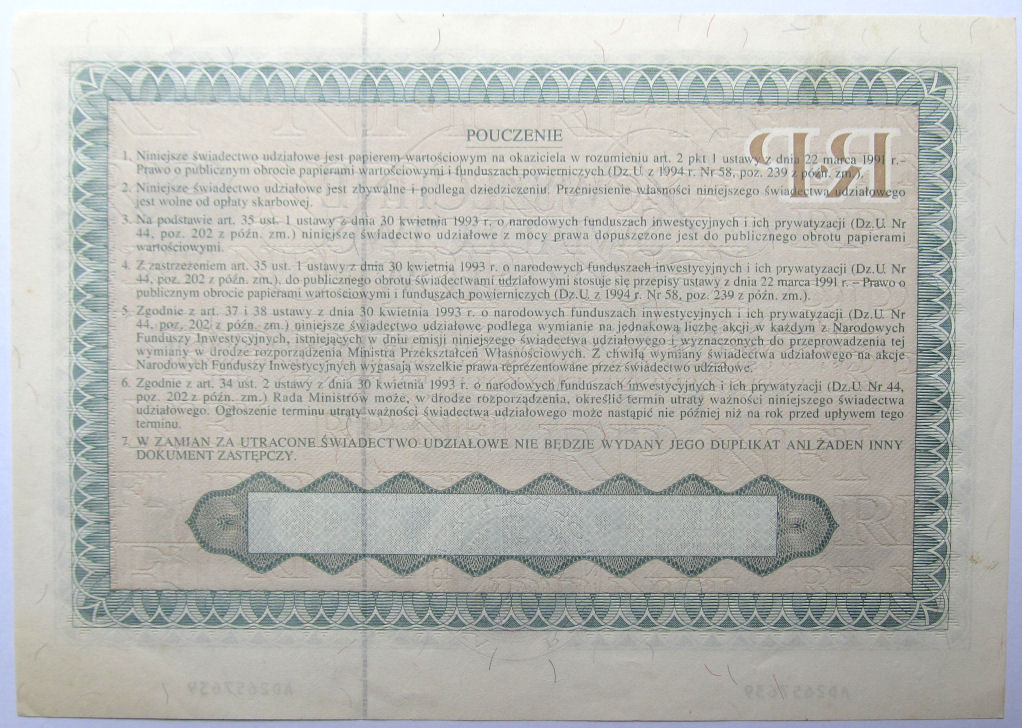 POUCZENIE
1. Niniejsze świadectwo udziałowe jest papierem wartościowym na okaziciela w rozumieniu art. 2 pkt 1 ustawy z dnia 22 marca 1991 r. –
Prawo o publicznym obrocie papierami wartościowymi i funduszach powierniczych (Dz.U. z 1994 r. Nr 58, poz. 239 z późn. zm.).
2. Niniejsze świadectwo udziałowe jest zbywalne i podlega dziedziczeniu. Przeniesienie własności niniejszego świadectwa udziałowego
jest wolne od opłaty skarbowej.
3. Na podstawie art. 35 ust. 1 ustawy z dnia 30 kwietnia 1993 r. o narodowych funduszach inwestycyjnych i ich prywatyzacji (Dz.U. Nr
44, poz. 202 z późn. zm.) niniejsze świadectwo udziałowe z mocy prawa dopuszczone jest do publicznego obrotu papierami
wartościowymi.
4. Z zastrzeżeniem art. 35 ust. 1 ustawy z dnia 30 kwietnia 1993 r. o narodowych funduszach inwestycyjnych i ich prywatyzacji (Dz.U. Nr
44, poz. 202 z późn. zm.), do publicznego obrotu świadectwami udziałowymi stosuje się przepisy ustawy z dnia 22 marca 1991 r. – Prawo o
publicznym obrocie papierami wartościowymi i funduszach powierniczych (Dz.U. z 1994 r. Nr 58, poz. 239 z późn. zm.).
5. Zgodnie z art. 37 i 38 ustawy z dnia 30 kwietnia 1993 r. o narodowych funduszach inwestycyjnych i ich prywatyzacji (Dz.U. Nr
44, poz. 202 z późn. zm.) niniejsze świadectwo udziałowe podlega wymianie na jednakową liczbę akcji w każdym z Narodowych
Funduszy Inwestycyjnych, istniejących w dniu emisji niniejszego świadectwa udziałowego i wyznaczonych do przeprowadzenia tej
wymiany w drodze rozporządzenia Ministra Przekształceń Własnościowych. Z chwilą wymiany świadectwa udziałowego na akcje
Narodowych Funduszy Inwestycyjnych wygasają wszelkie prawa reprezentowane przez świadectwo udziałowe.
6. Zgodnie z art. 34 ust. 2 ustawy z dnia 30 kwietnia 1993 r. o narodowych funduszach inwestycyjnych i ich prywatyzacji (Dz.U. Nr 44,
poz. 202 z późn. zm.) Rada Ministrów może, w drodze rozporządzenia, określić termin utraty ważności niniejszego świadectwa
udziałowego. Ogłoszenie terminu utraty ważności świadectwa udziałowego może nastąpić nie później niż na rok przed upływem tego
terminu.
7. W ZAMIAN ZA UTRACONE ŚWIADECTWO UDZIAŁOWE NIE BĘDZIE WYDANY JEGO DUPLIKAT ANI ŻADEN INNY
DOKUMENT ZASTĘPCZY.
AD2657639 AD2657639